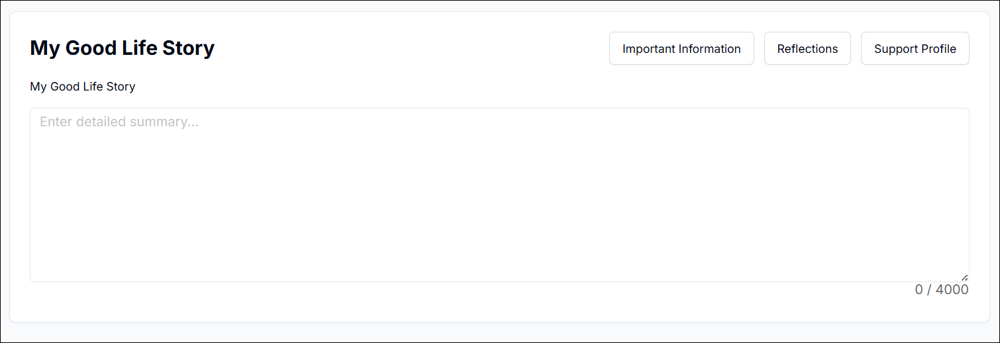 My Good Life Story
Important Information
Reflections
Support Profile
My Good Life Story
Enter detailed summary...
0 / 4000